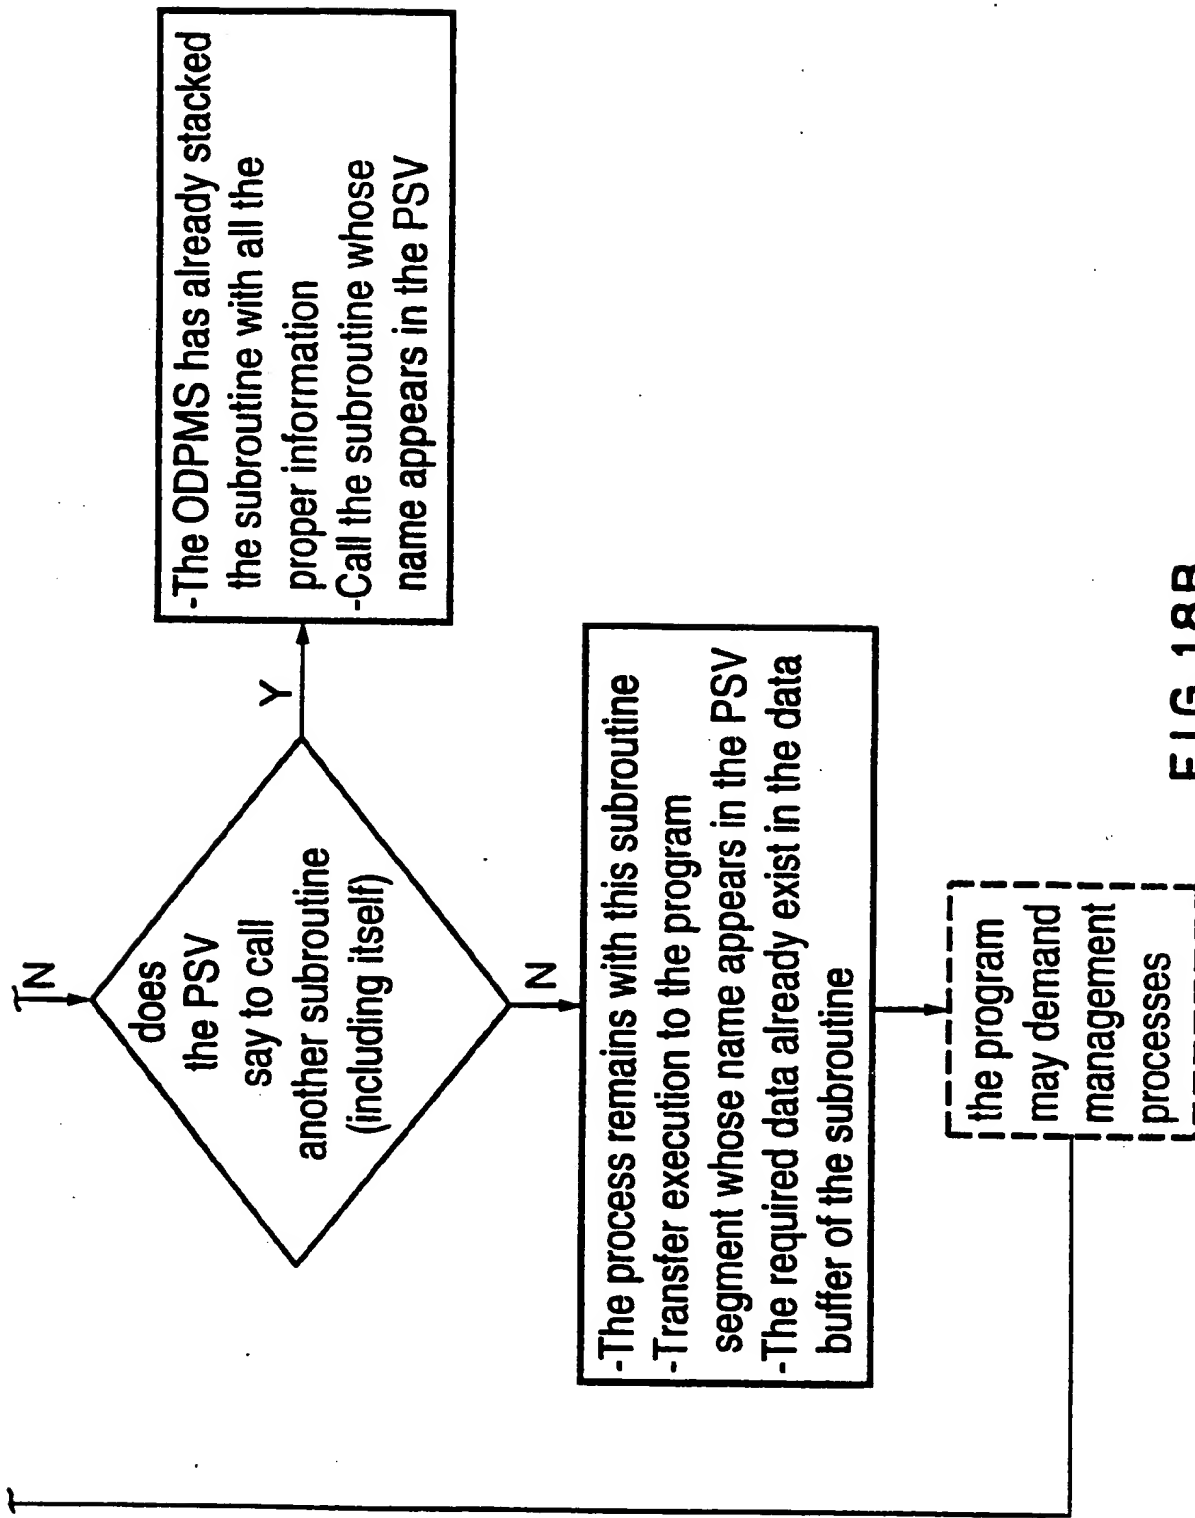 N
does
the PSV
say to call
another subroutine
(including itself)
Y
-The ODPMS has already stacked
the subroutine with all the
proper information
-Call the subroutine whose
name appears in the PSV
N
-The process remains with this subroutine
-Transfer execution to the program
segment whose name appears in the PSV
-The required data already exist in the data
buffer of the subroutine
the program
may demand
management
processes
FIG.18B